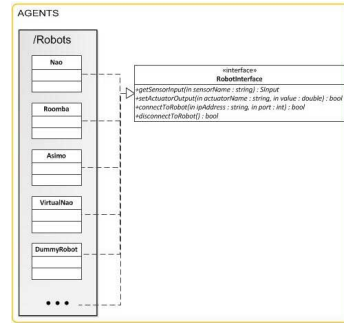 AGENTS
/Robots
Nao
Roomba
Asimo
VirtualNao
DummyRobot
•••
«interface»
RobotInterface
+getSensorInput(in sensorName : string) : SInput
+setActuatorOutput(in actuatorName : string, in value : double) : bool
+connectToRobot(in ipAddress : string, in port : int) : bool
+disconnectToRobot() : bool